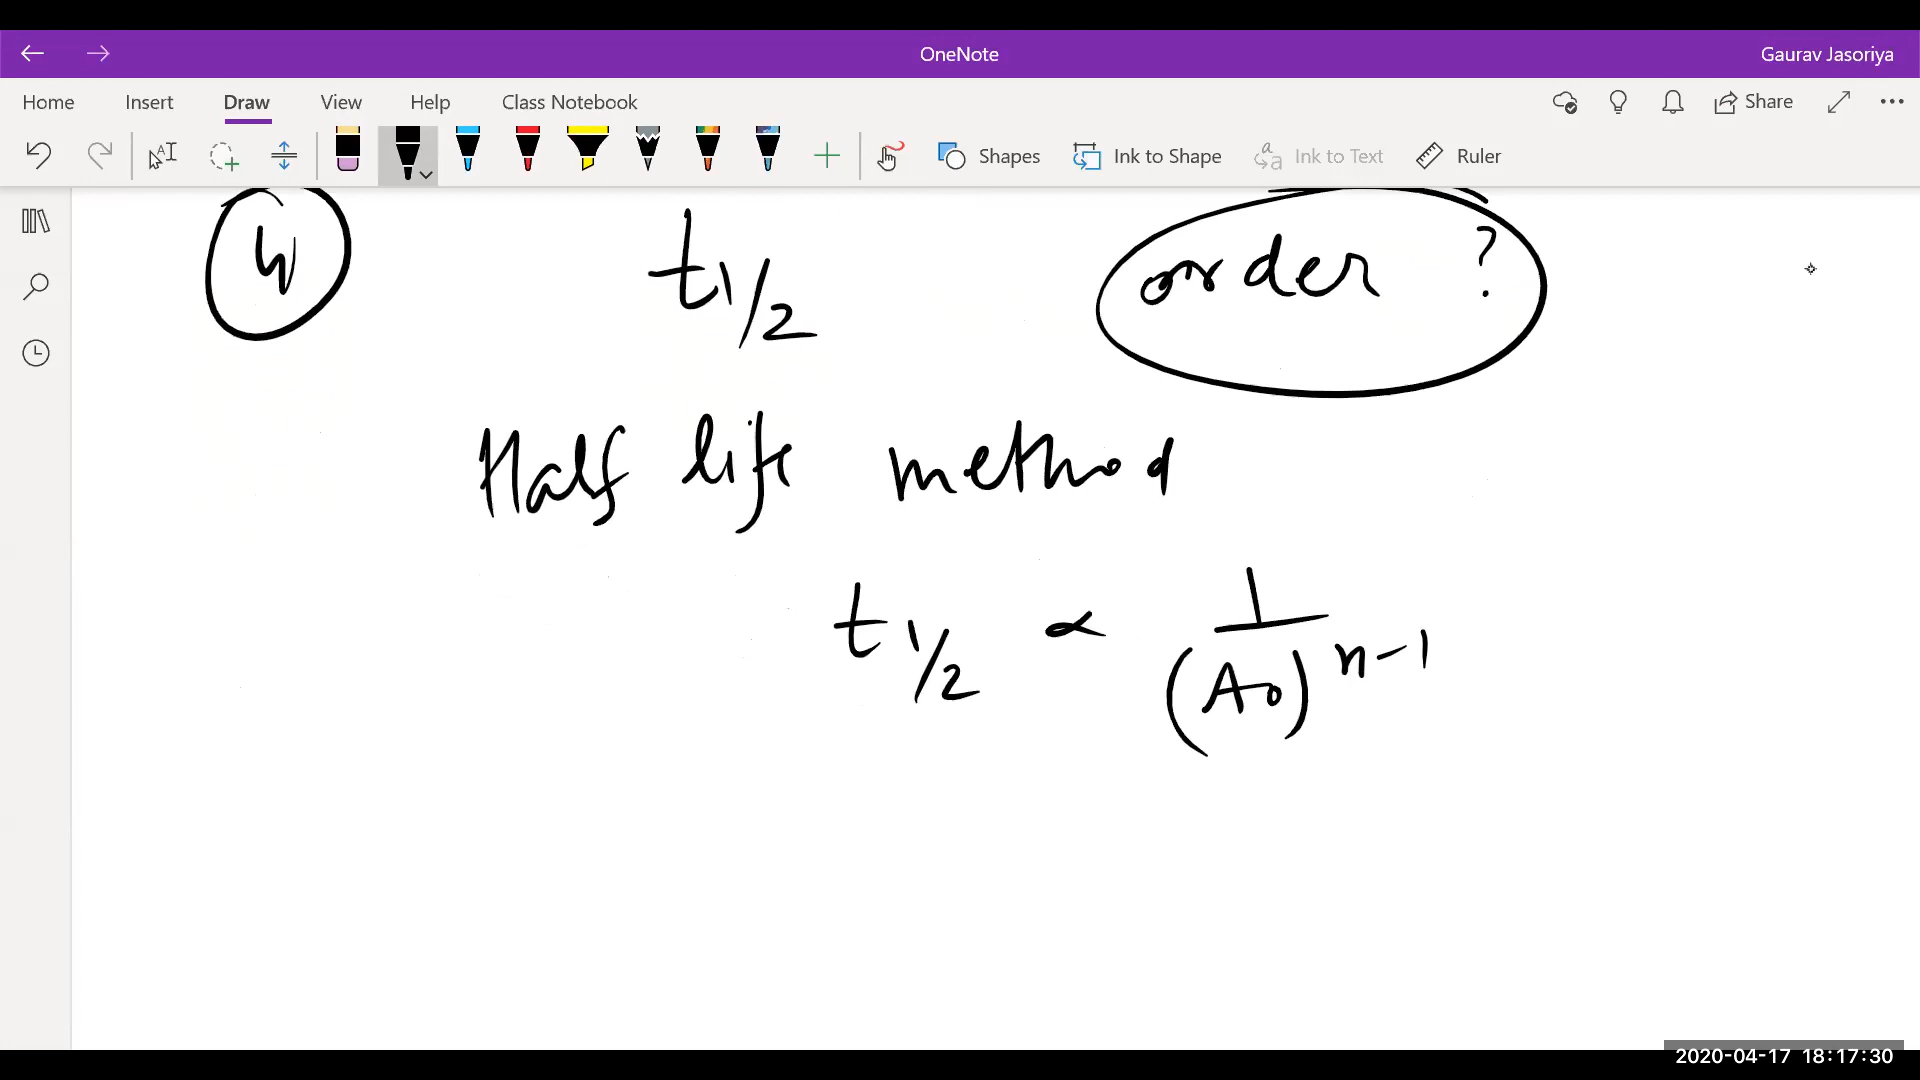 OneNote
Gaurav Jasoriya
Home Insert Draw View Help Class Notebook Share
Shapes Ink to Shape Ink to Text Ruler
4 t1/2 order ?
Half life method
t1/2 ∝ 1/(A0)^n-1
2020-04-17 18:17:30